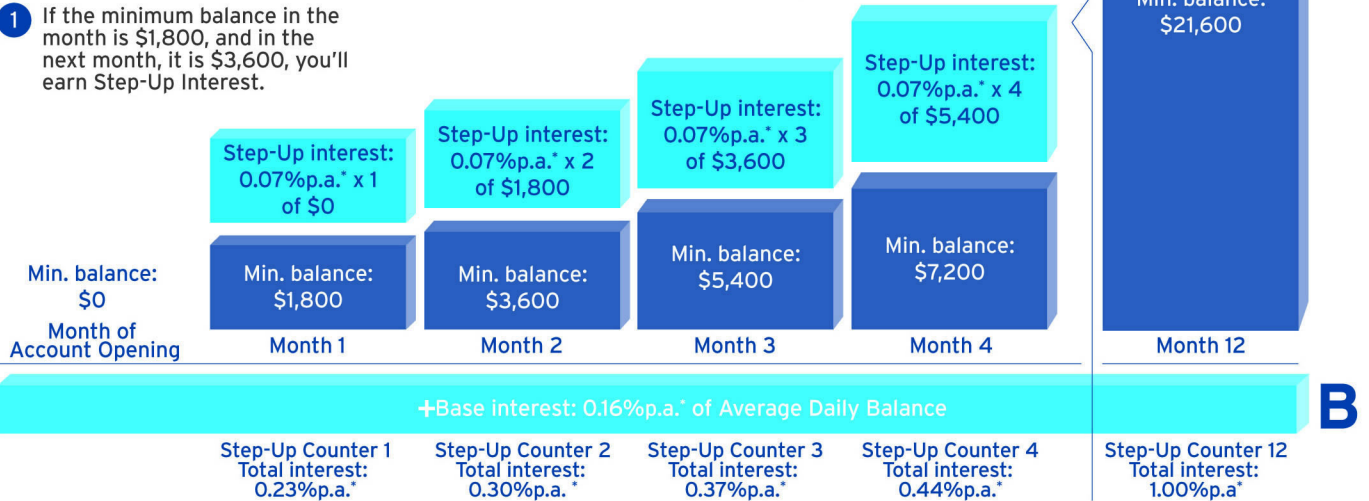 1 If the minimum balance in the
month is $1,800, and in the
next month, it is $3,600, you'll
earn Step-Up Interest.
Min. balance:
$21,600
Step-Up interest:
0.07%p.a.* x 4
of $5,400
Step-Up interest:
0.07%p.a.* x 3
of $3,600
Step-Up interest:
0.07%p.a.* x 2
of $1,800
Step-Up interest:
0.07%p.a.* x 1
of $0
Min. balance:
$0
Min. balance:
$1,800
Min. balance:
$3,600
Min. balance:
$5,400
Min. balance:
$7,200
Month of
Account Opening
Month 1
Month 2
Month 3
Month 4
Month 12
+Base interest: 0.16%p.a.* of Average Daily Balance
B
Step-Up Counter 1
Total interest:
0.23%p.a.*
Step-Up Counter 2
Total interest:
0.30%p.a. *
Step-Up Counter 3
Total interest:
0.37%p.a.*
Step-Up Counter 4
Total interest:
0.44%p.a.*
Step-Up Counter 12
Total interest:
1.00%p.a*